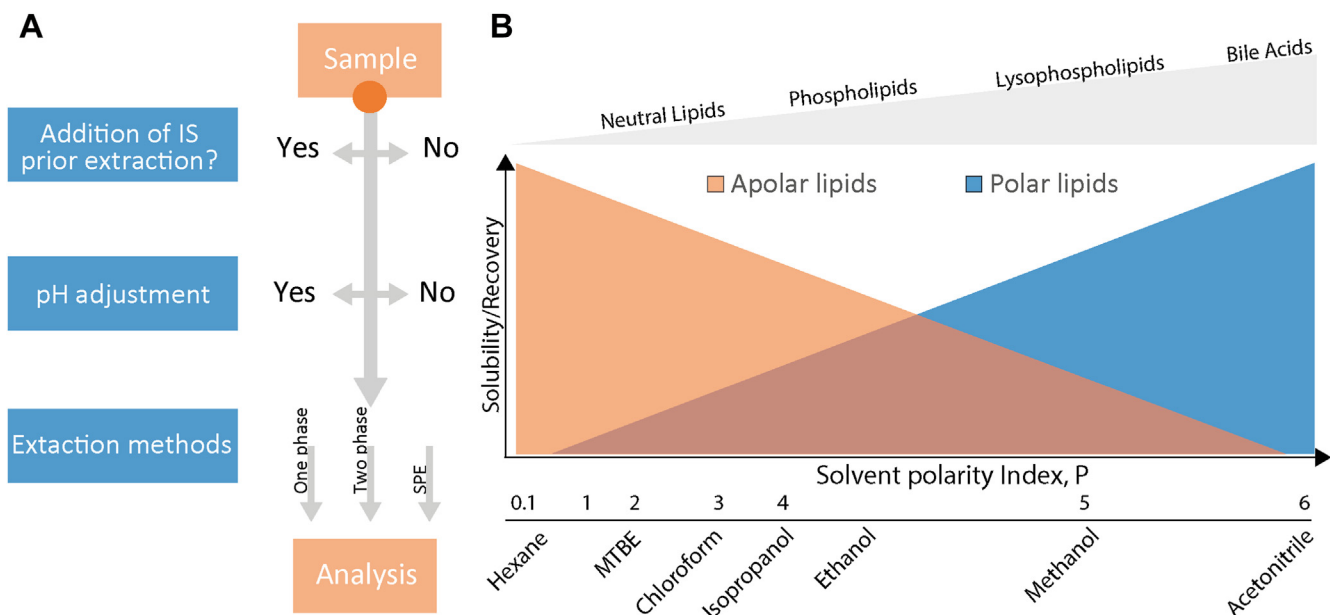 A
Sample
Addition of IS
prior extraction?
Yes
No
pH adjustment
Yes
No
Extaction methods
One phase
Two phase
SPE
Analysis
B
Neutral Lipids
Phospholipids
Lysophospholipids
Bile Acids
Apolar lipids
Polar lipids
Solubility/Recovery
Solvent polarity Index, P
0.1 1 2 3 4 5 6
Hexane
MTBE
Chloroform
Isopropanol
Ethanol
Methanol
Acetonitrile